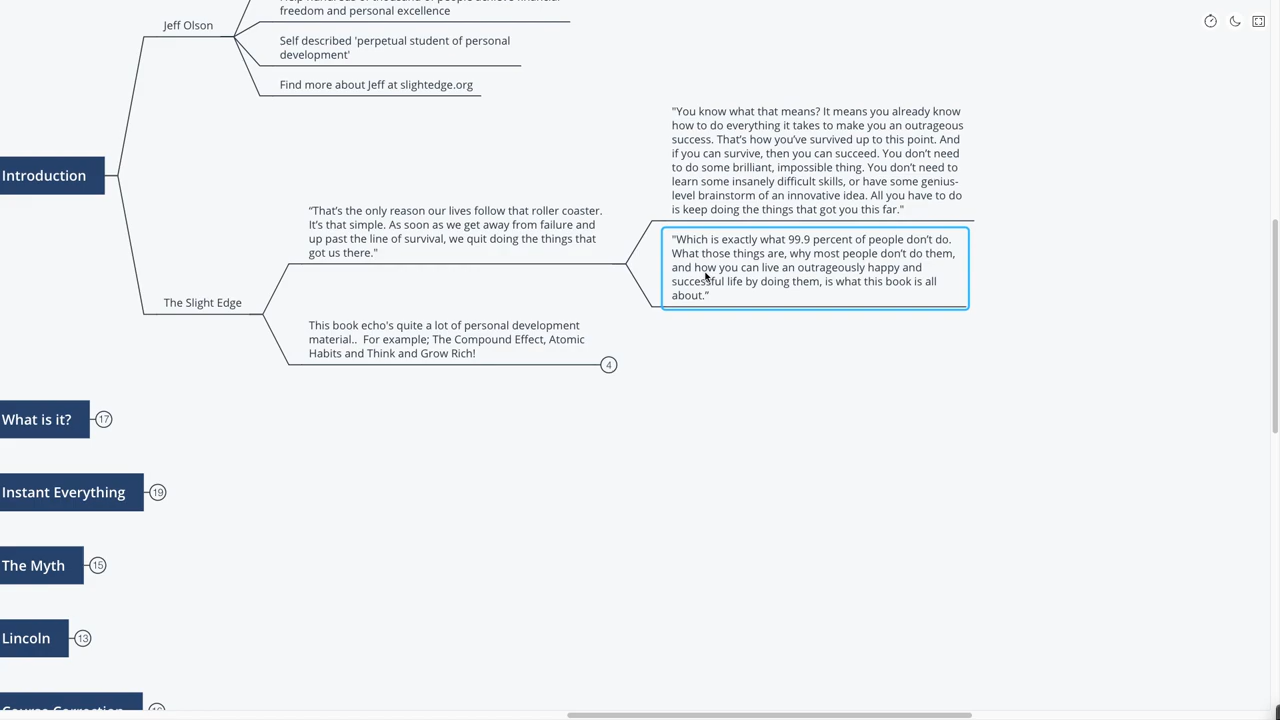 freedom and personal excellence
Jeff Olson
Self described 'perpetual student of personal
development'
Find more about Jeff at slightedge.org
Introduction
"You know what that means? It means you already know
how to do everything it takes to make you an outrageous
success. That’s how you’ve survived up to this point. And
if you can survive, then you can succeed. You don’t need
to do some brilliant, impossible thing. You don’t need to
learn some insanely difficult skills, or have some genius-
level brainstorm of an innovative idea. All you have to do
is keep doing the things that got you this far."
“That’s the only reason our lives follow that roller coaster.
It’s that simple. As soon as we get away from failure and
up past the line of survival, we quit doing the things that
got us there."
"Which is exactly what 99.9 percent of people don’t do.
What those things are, why most people don’t do them,
and how you can live an outrageously happy and
successful life by doing them, is what this book is all
about.”
The Slight Edge
This book echo's quite a lot of personal development
material..  For example; The Compound Effect, Atomic
Habits and Think and Grow Rich!
4
What is it?
17
Instant Everything
19
The Myth
15
Lincoln
13
Course Correction